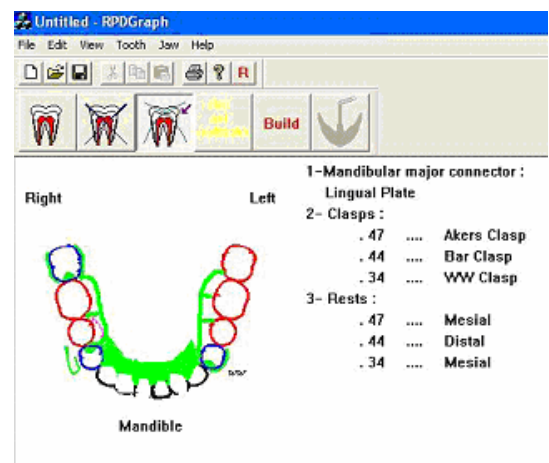 Untitled - RPDGraph
File Edit View Tooth Jaw Help
R
Build
Right
Left
Mandible
1-Mandibular major connector :
Lingual Plate
2- Clasps :
. 47 .... Akers Clasp
. 44 .... Bar Clasp
. 34 .... WW Clasp
3- Rests :
. 47 .... Mesial
. 44 .... Distal
. 34 .... Mesial